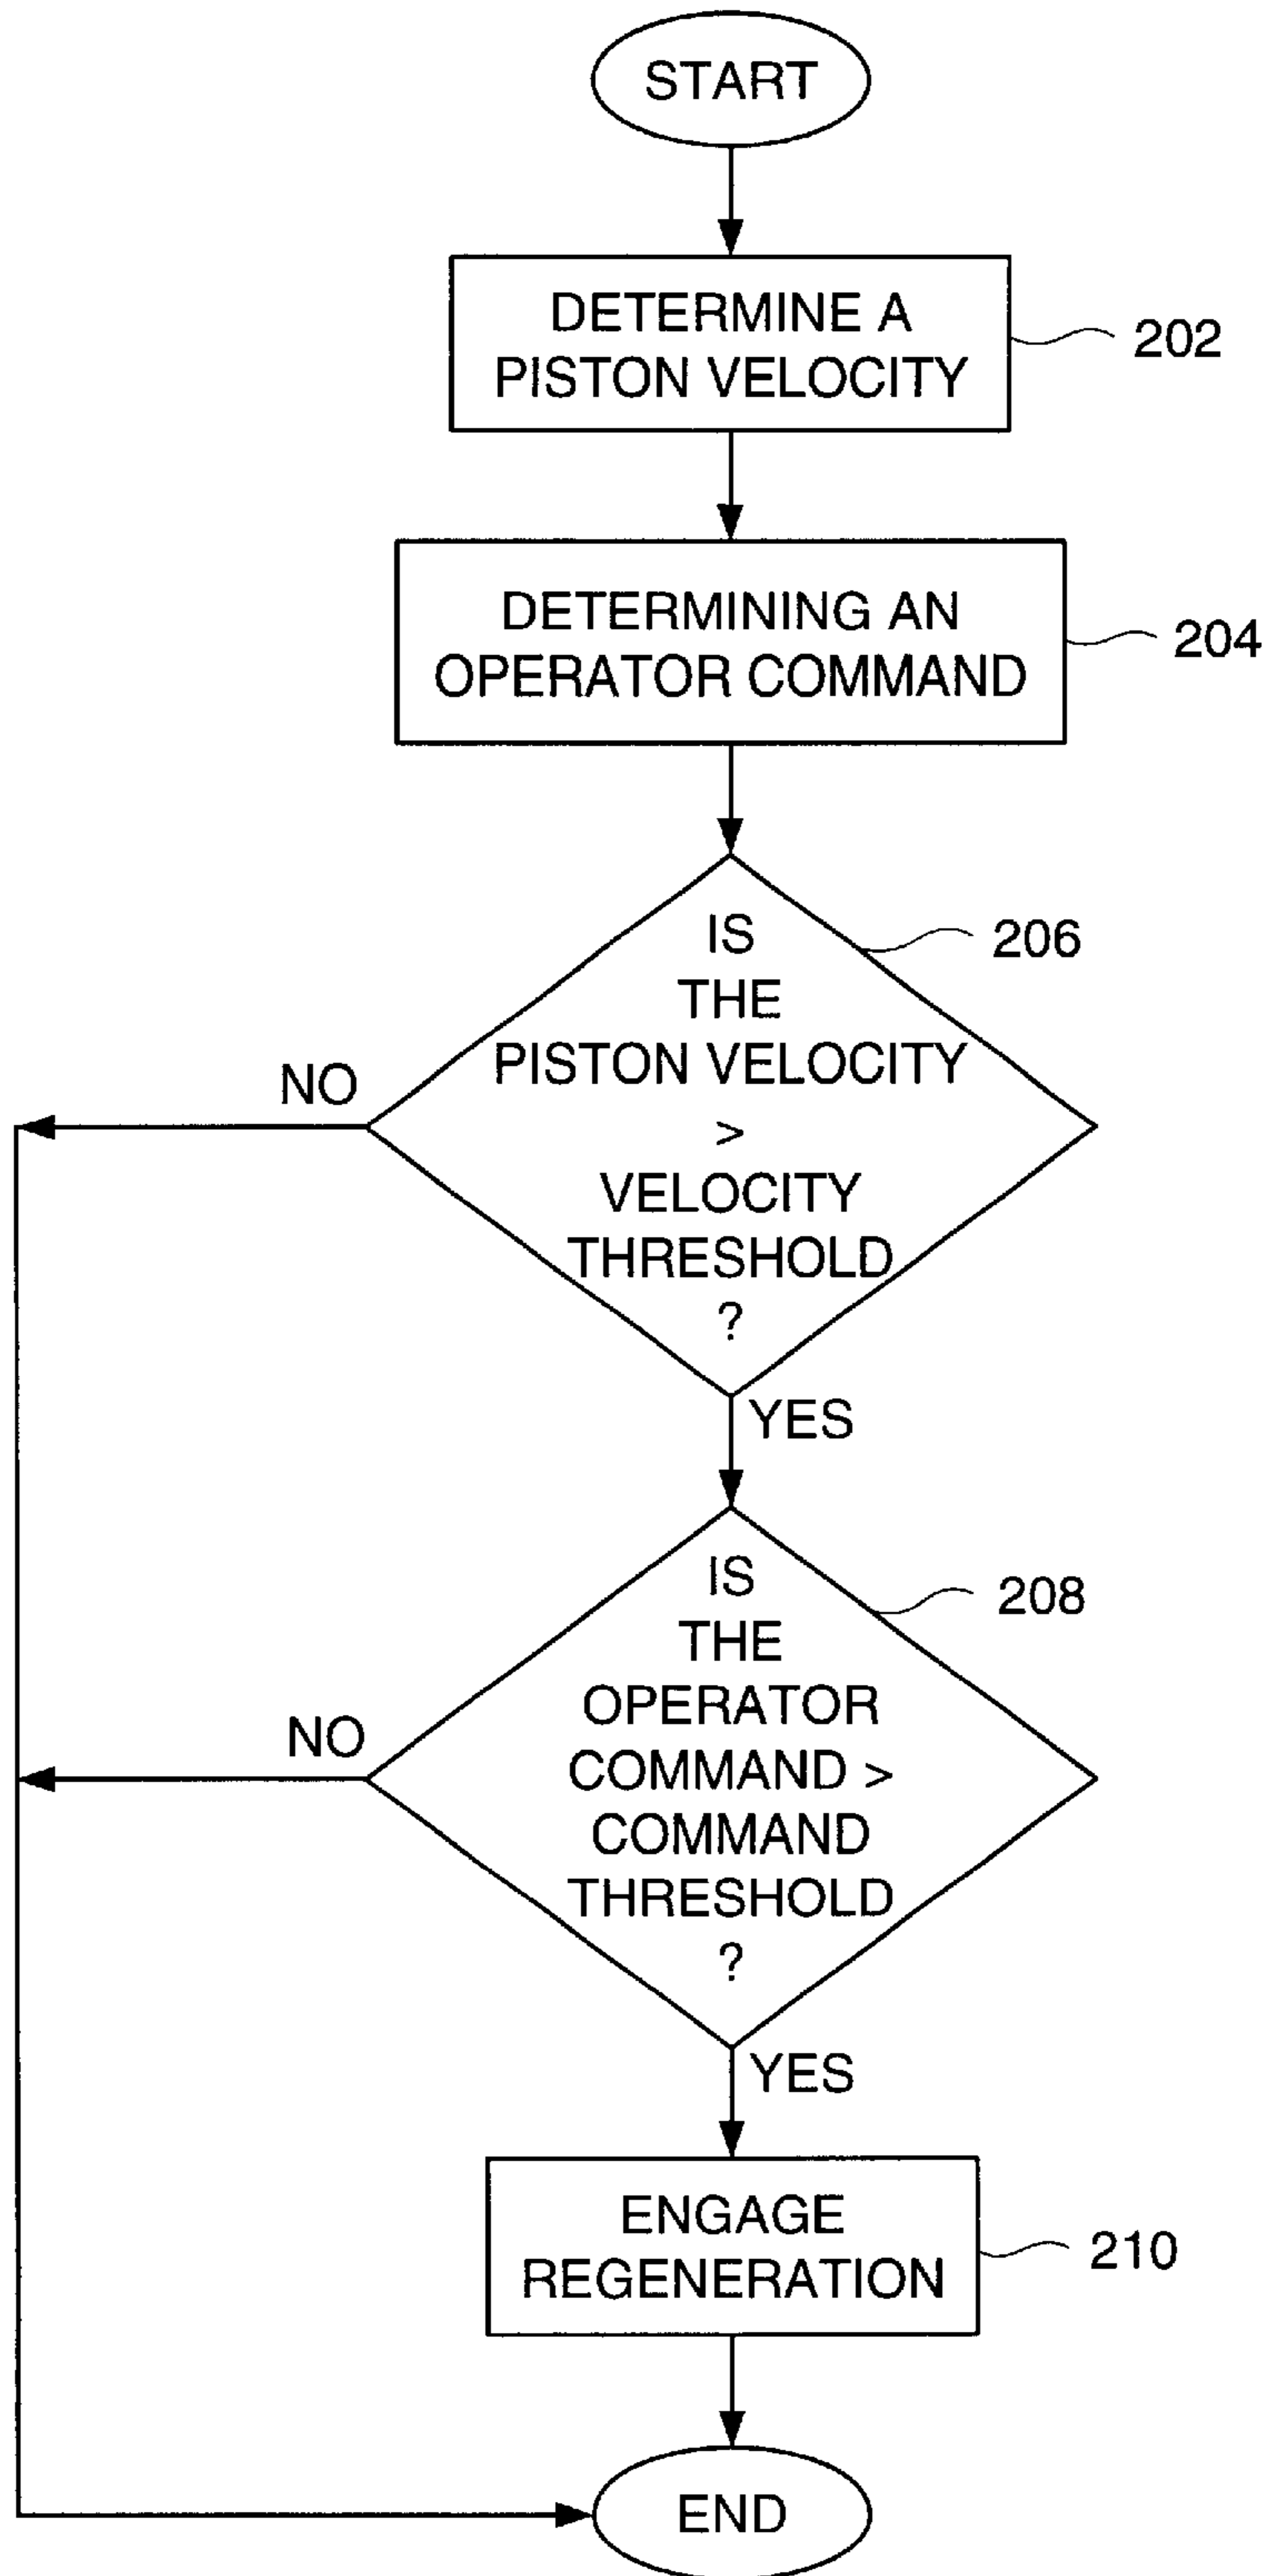 START
DETERMINE A
PISTON VELOCITY
202
DETERMINING AN
OPERATOR COMMAND
204
IS
THE
PISTON VELOCITY
>
VELOCITY
THRESHOLD
?
206
NO
YES
IS
THE
OPERATOR
COMMAND >
COMMAND
THRESHOLD
?
208
NO
YES
ENGAGE
REGENERATION
210
END